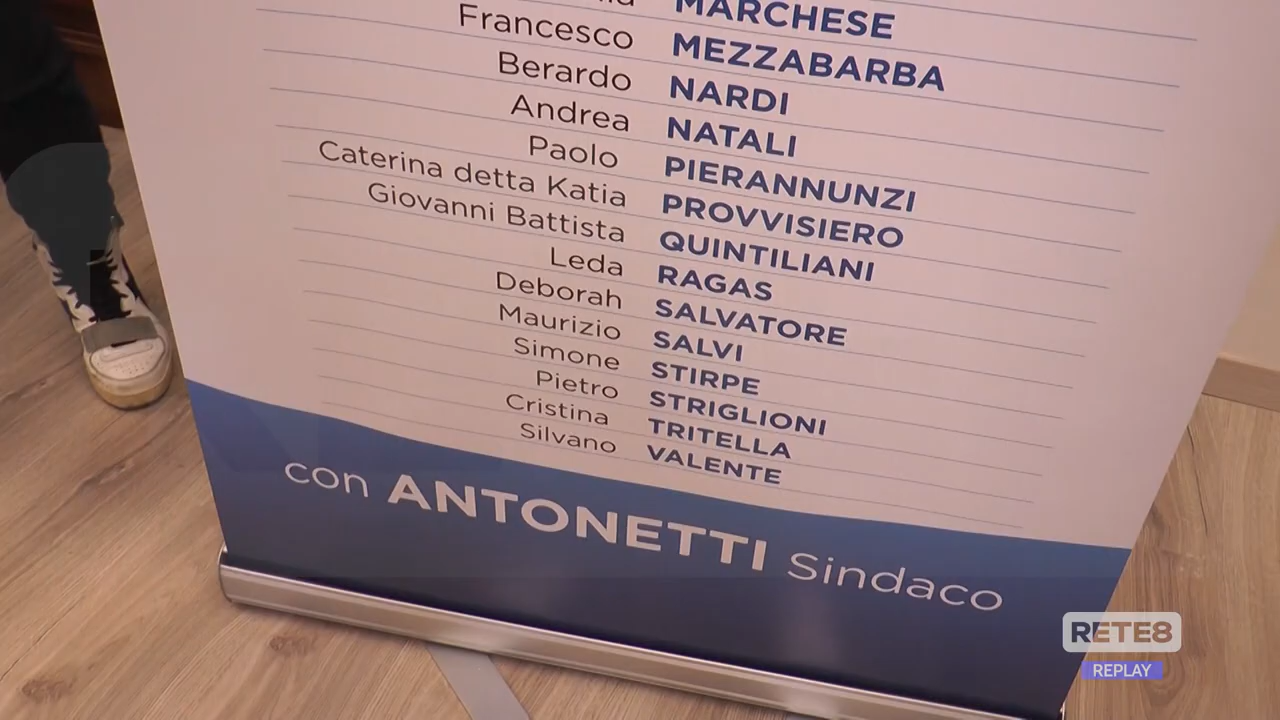 MARCHESE
Francesco MEZZABARBA
Berardo NARDI
Andrea NATALI
Paolo PIERANNUNZI
Caterina detta Katia PROVVISIERO
Giovanni Battista QUINTILIANI
Leda RAGAS
Deborah SALVATORE
Maurizio SALVI
Simone STIRPE
Pietro STRIGLIONI
Cristina TRITELLA
Silvano VALENTE
con ANTONETTI Sindaco
RETE8
REPLAY